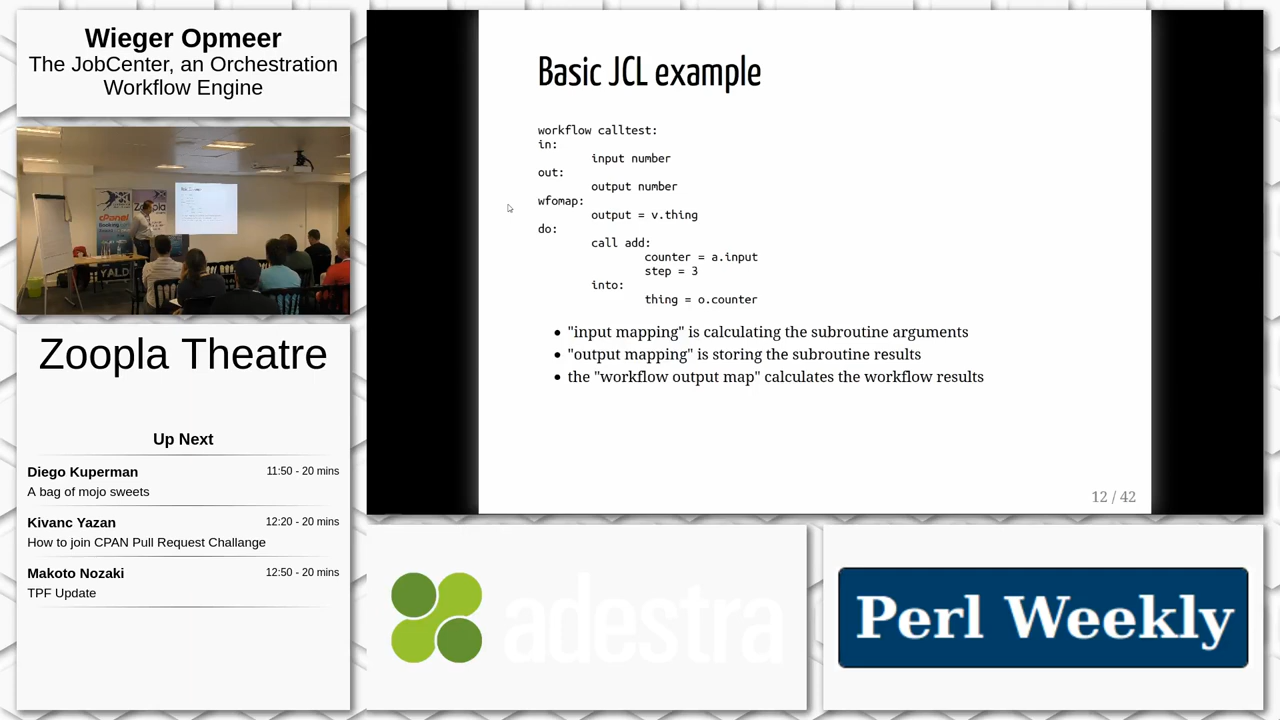 Wieger Opmeer
The JobCenter, an Orchestration
Workflow Engine
cPanel
YALD
Zoopla Theatre
Up Next
Diego Kuperman 11:50 - 20 mins
A bag of mojo sweets
Kivanc Yazan 12:20 - 20 mins
How to join CPAN Pull Request Challange
Makoto Nozaki 12:50 - 20 mins
TPF Update
Basic JCL example
workflow calltest:
in:
input number
out:
output number
wfomap:
output = v.thing
do:
call add:
counter = a.input
step = 3
into:
thing = o.counter
• "input mapping" is calculating the subroutine arguments
• "output mapping" is storing the subroutine results
• the "workflow output map" calculates the workflow results
12 / 42
adestra
Perl Weekly